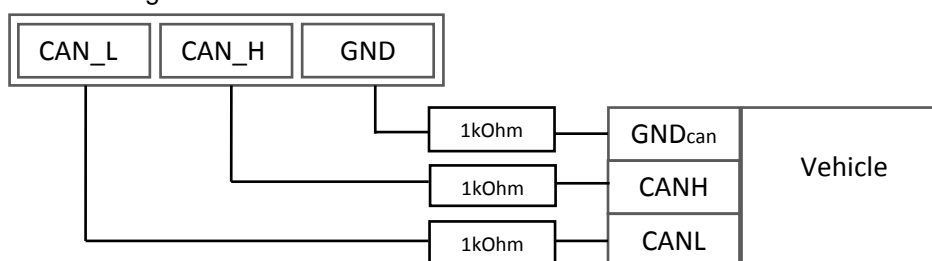 CAN_L CAN_H GND
1kOhm GNDcan
Vehicle
1kOhm CANH
1kOhm CANL